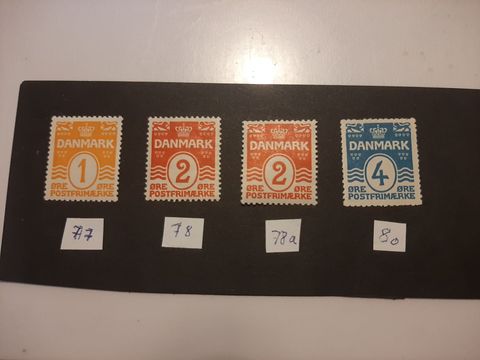 DANMARK
1
ØRE ØRE
POSTFRIMÆRKE
DANMARK
2
ØRE ØRE
POSTFRIMÆRKE
DANMARK
2
ØRE ØRE
POSTFRIMÆRKE
DANMARK
4
ØRE ØRE
POSTFRIMÆRKE
77
78
78a
80